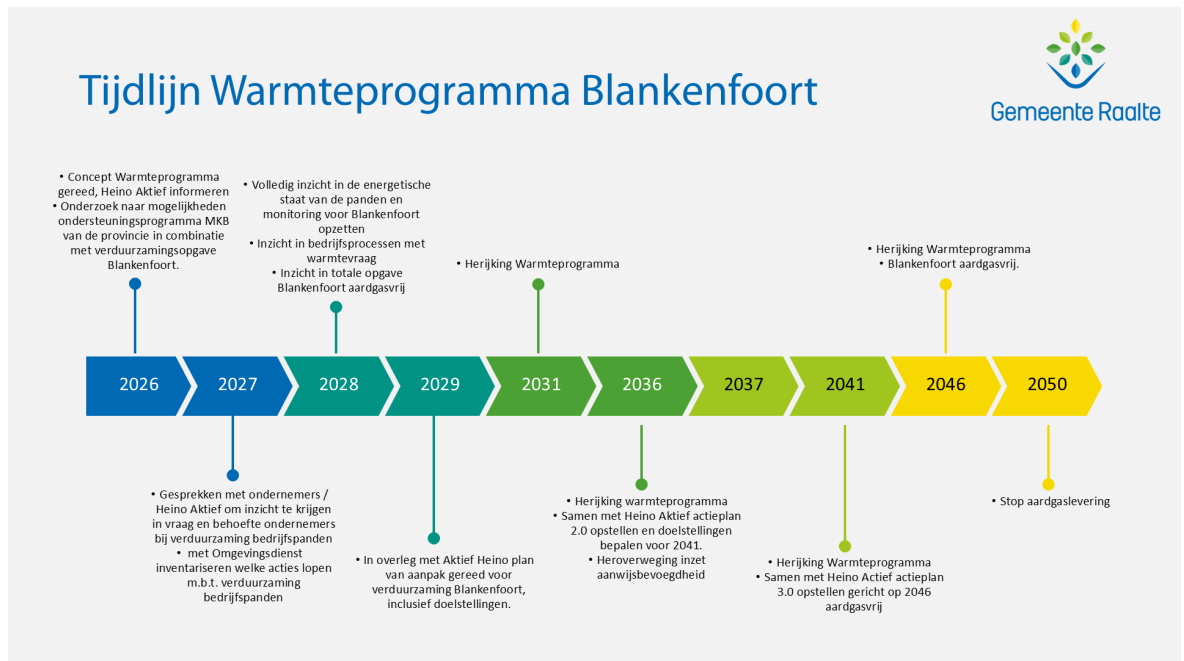 Tijdlijn Warmteprogramma Blankenfoort
Gemeente Raalte
• Concept Warmteprogramma
gereed, Heino Aktief informeren
• Onderzoek naar mogelijkheden
ondersteuningsprogramma MKB
van de provincie in combinatie
met verduurzamingsopgave
Blankenfoort.
• Volledig inzicht in de energetische
staat van de panden en
monitoring voor Blankenfoort
opzetten
• Inzicht in bedrijfsprocessen met
warmtevraag
• Inzicht in totale opgave
Blankenfoort aardgasvrij
• Herijking Warmteprogramma
• Herijking Warmteprogramma
• Blankenfoort aardgasvrij.
2026
2027
2028
2029
2031
2036
2037
2041
2046
2050
• Gesprekken met ondernemers /
Heino Aktief om inzicht te krijgen
in vraag en behoefte ondernemers
bij verduurzaming bedrijfspanden
• met Omgevingsdienst
inventariseren welke acties lopen
m.b.t. verduurzaming
bedrijfspanden
• In overleg met Aktief Heino plan
van aanpak gereed voor
verduurzaming Blankenfoort,
inclusief doelstellingen.
• Herijking warmteprogramma
• Samen met Heino Aktief actieplan
2.0 opstellen en doelstellingen
bepalen voor 2041.
• Heroverweging inzet
aanwijsbevoegdheid
• Herijking Warmteprogramma
• Samen met Heino Actief actieplan
3.0 opstellen gericht op 2046
aardgasvrij
• Stop aardgaslevering